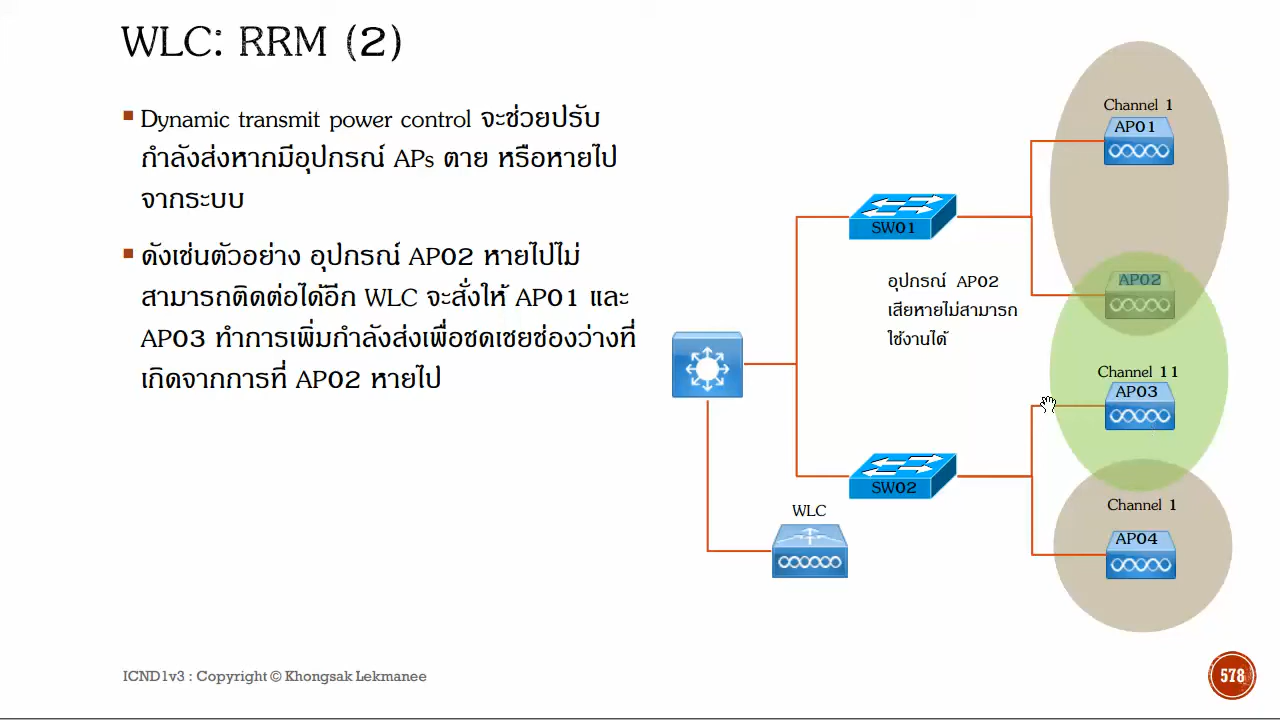 WLC: RRM (2)
Dynamic transmit power control จะช่วยปรับ
กำลังส่งหากมีอุปกรณ์ APs ตาย หรือหายไป
จากระบบ
ดังเช่นตัวอย่าง อุปกรณ์ AP02 หายไปไม่
สามารถติดต่อได้อีก WLC จะสั่งให้ AP01 และ
AP03 ทำการเพิ่มกำลังส่งเพื่อชดเชยช่องว่างที่
เกิดจากการที่ AP02 หายไป
Channel 1
AP01
SW01
AP02
อุปกรณ์ AP02
เสียหายไม่สามารถ
ใช้งานได้
Channel 11
AP03
SW02
WLC
Channel 1
AP04
ICND1v3 : Copyright © Khongsak Lekmanee
578